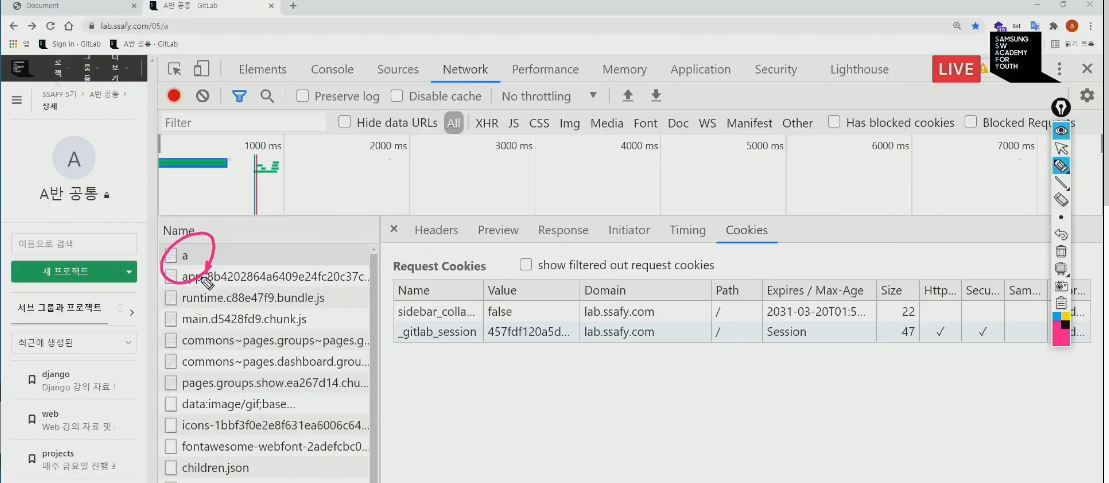 Document
A반 공통 · GitLab
lab.ssafy.com/05/a
앱
Sign in · GitLab
A반 공통 · GitLab
읽기 목록
SAMSUNG
SW
ACADEMY
FOR
YOUTH
LIVE
Elements Console Sources Network Performance Memory Application Security Lighthouse
Preserve log Disable cache No throttling
Filter
Hide data URLs All XHR JS CSS Img Media Font Doc WS Manifest Other Has blocked cookies Blocked Requests
1000 ms 2000 ms 3000 ms 4000 ms 5000 ms 6000 ms 7000 ms
SSAFY 5기 > A반 공통 >
상세
A
A반 공통
이름으로 검색
새 프로젝트
서브 그룹과 프로젝트
최근에 생성된
django
Django 강의 자료
web
Web 강의 자료 및
projects
매주 금요일 진행
Name
a
app.8b4202864a6409e24fc20c37c...
runtime.c88e47f9.bundle.js
main.d5428fd9.chunk.js
commons~pages.groups~pages.g...
commons~pages.dashboard.grou...
pages.groups.show.ea267d14.chu...
data:image/gif;base...
icons-1bbf3f0e2e8f631ea6006c64...
fontawesome-webfont-2adefcbc0...
children.json
Headers Preview Response Initiator Timing Cookies
Request Cookies show filtered out request cookies
Name Value Domain Path Expires / Max-Age Size Http... Secu... Sam...
sidebar_colla... false lab.ssafy.com / 2031-03-20T01:5... 22
_gitlab_session 457fdf120a5d... lab.ssafy.com / Session 47 ✓ ✓